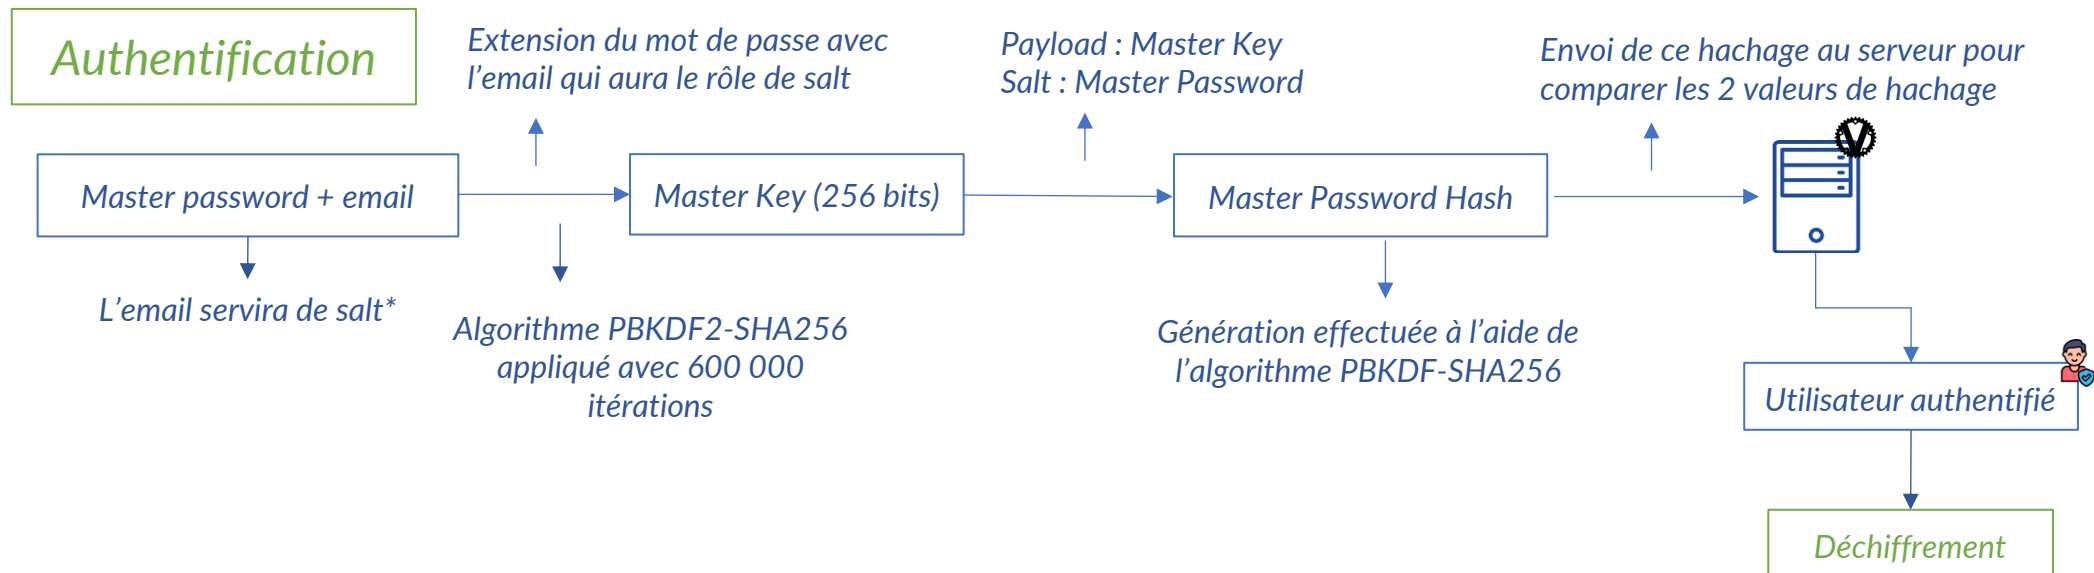 Authentification
Extension du mot de passe avec
l’email qui aura le rôle de salt
Payload : Master Key
Salt : Master Password
Envoi de ce hachage au serveur pour
comparer les 2 valeurs de hachage
Master password + email
Master Key (256 bits)
Master Password Hash
L’email servira de salt*
Algorithme PBKDF2-SHA256
appliqué avec 600 000
itérations
Génération effectuée à l’aide de
l’algorithme PBKDF-SHA256
Utilisateur authentifié
Déchiffrement